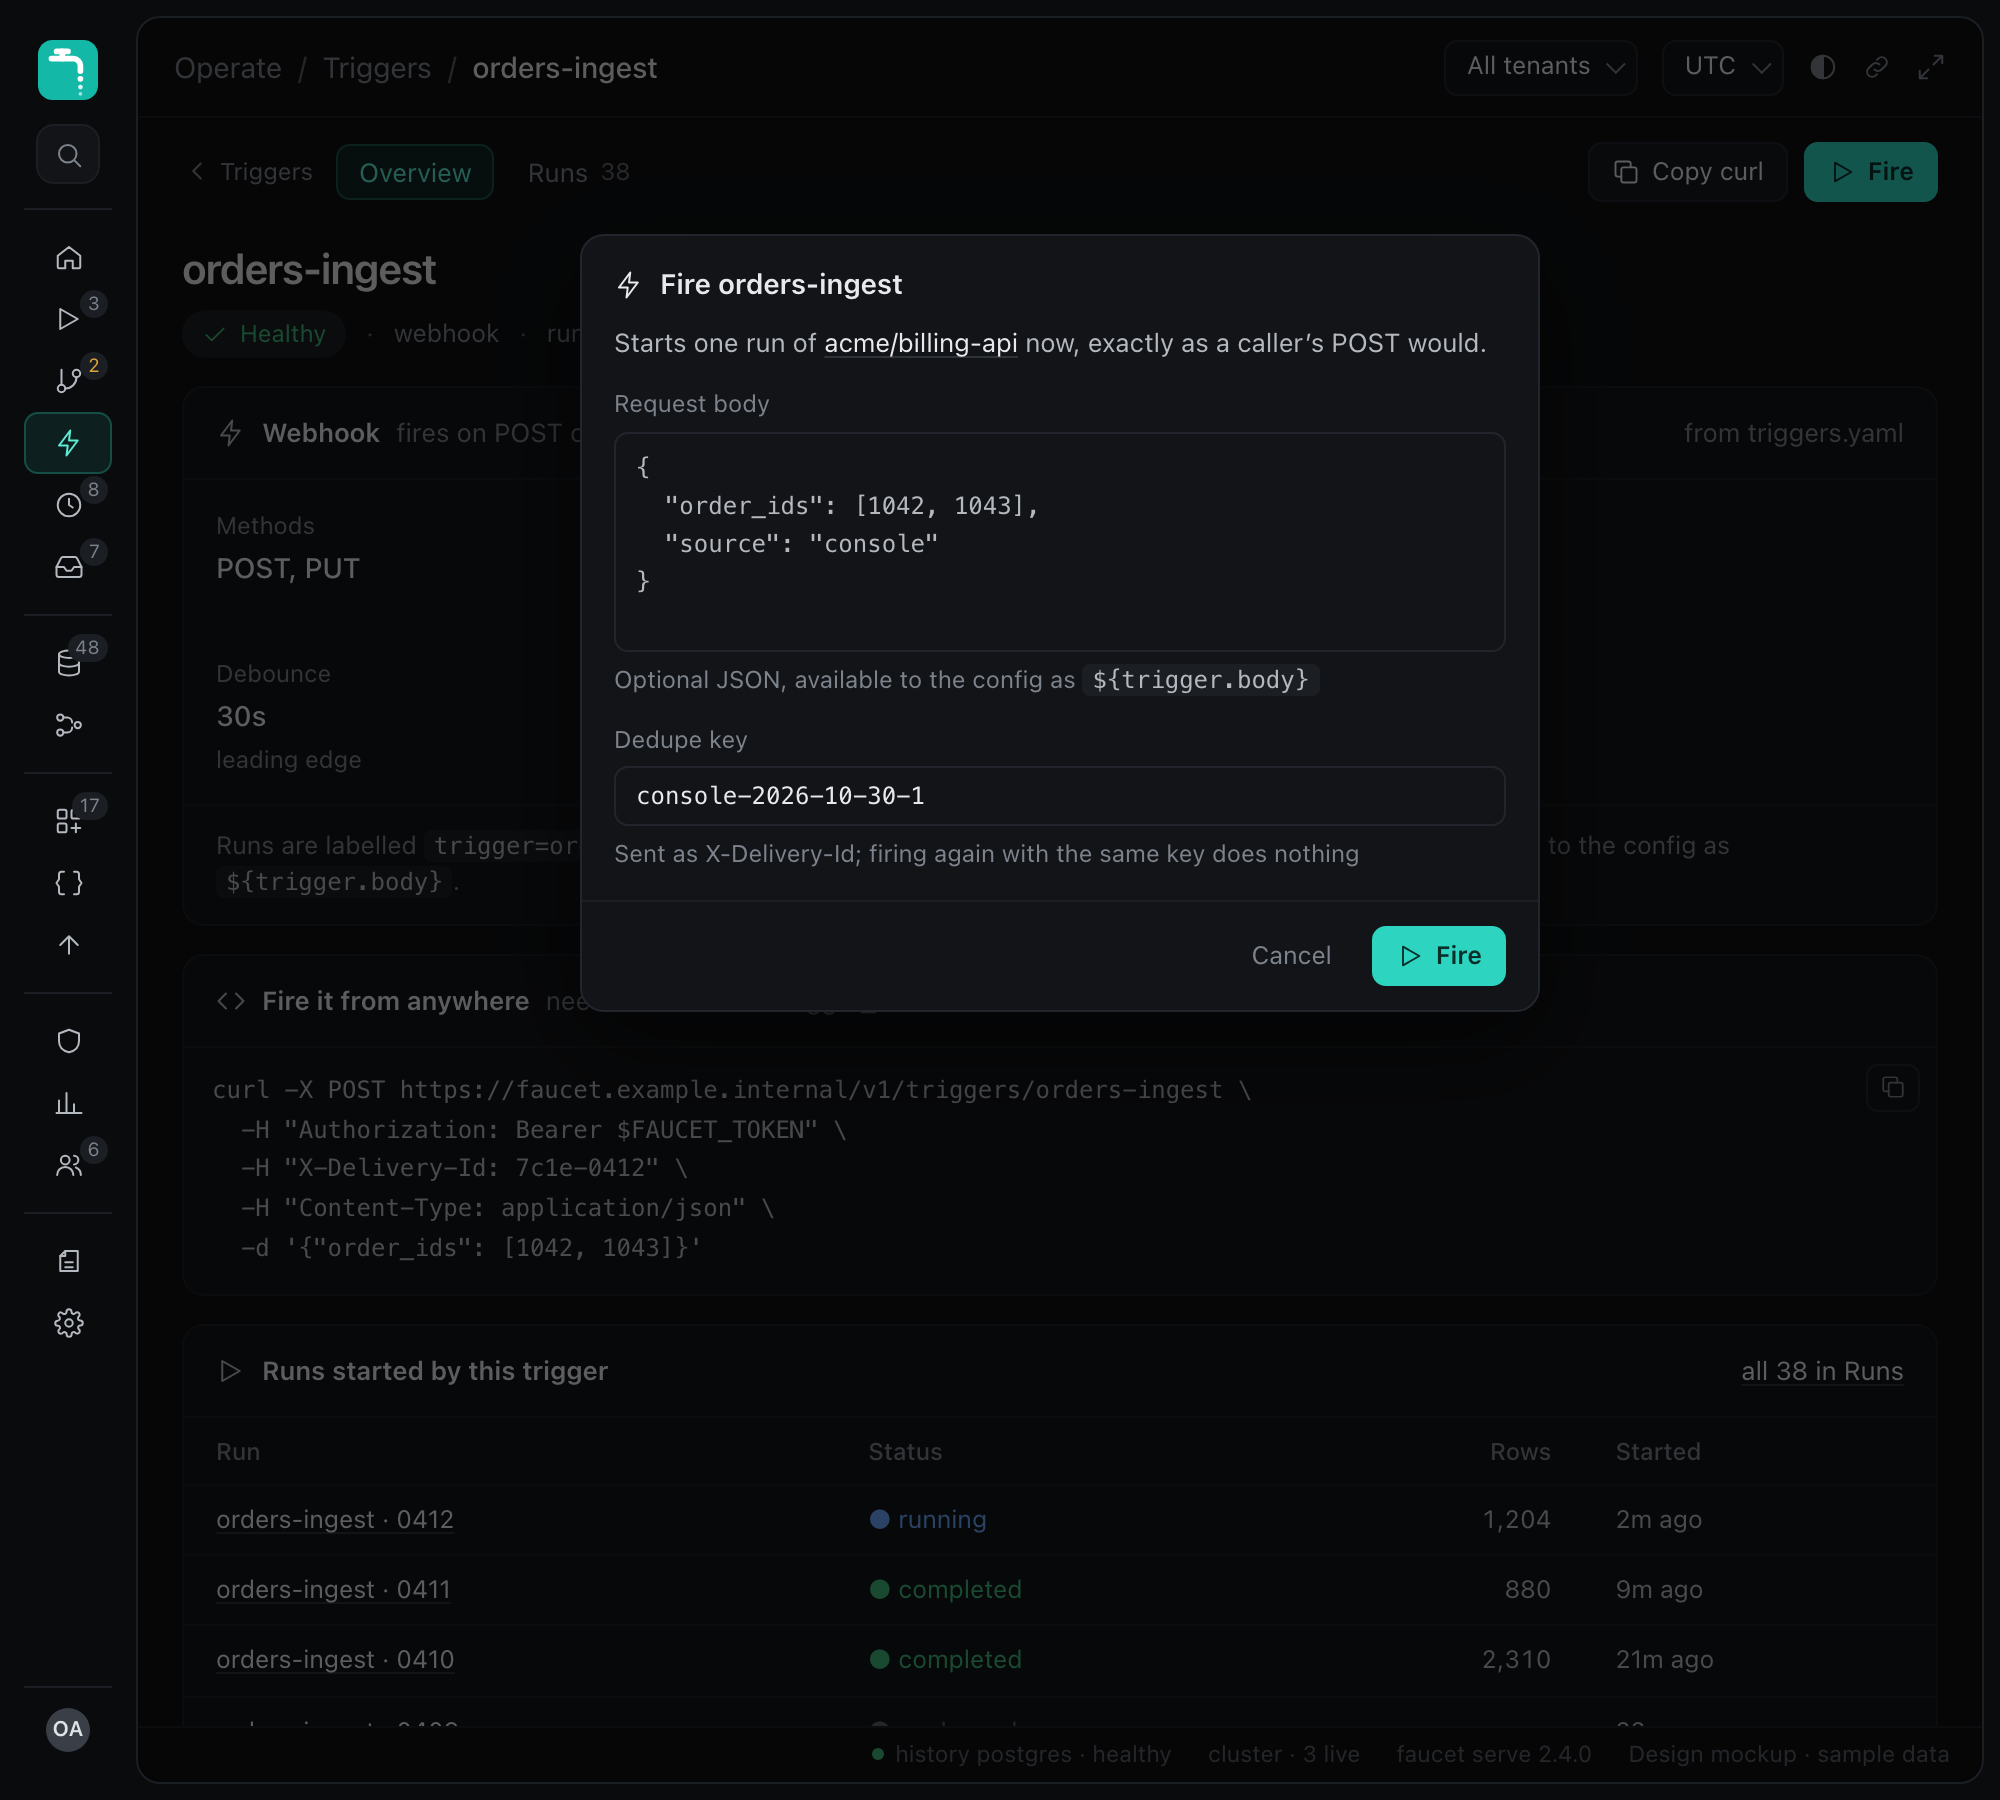 Operate / Triggers / orders-ingest
All tenants
UTC
Triggers
Overview
Runs 38
Copy curl
Fire
3
2
8
7
48
17
6
OA
orders-ingest
Healthy · webhook ·
Webhook fires on POST
from triggers.yaml
Methods
POST, PUT
Debounce
30s
leading edge
Runs are labelled
to the config as
${trigger.body}.
Fire orders-ingest
Starts one run of acme/billing-api now, exactly as a caller’s POST would.
Request body
{
"order_ids": [1042, 1043],
"source": "console"
}
Optional JSON, available to the config as ${trigger.body}
Dedupe key
console-2026-10-30-1
Sent as X-Delivery-Id; firing again with the same key does nothing
Cancel
Fire
Fire it from anywhere
curl -X POST https://faucet.example.internal/v1/triggers/orders-ingest \
-H "Authorization: Bearer $FAUCET_TOKEN" \
-H "X-Delivery-Id: 7c1e-0412" \
-H "Content-Type: application/json" \
-d '{"order_ids": [1042, 1043]}'
Runs started by this trigger
all 38 in Runs
Run Status Rows Started
orders-ingest · 0412 running 1,204 2m ago
orders-ingest · 0411 completed 880 9m ago
orders-ingest · 0410 completed 2,310 21m ago
history postgres · healthy
cluster · 3 live
faucet serve 2.4.0
Design mockup · sample data